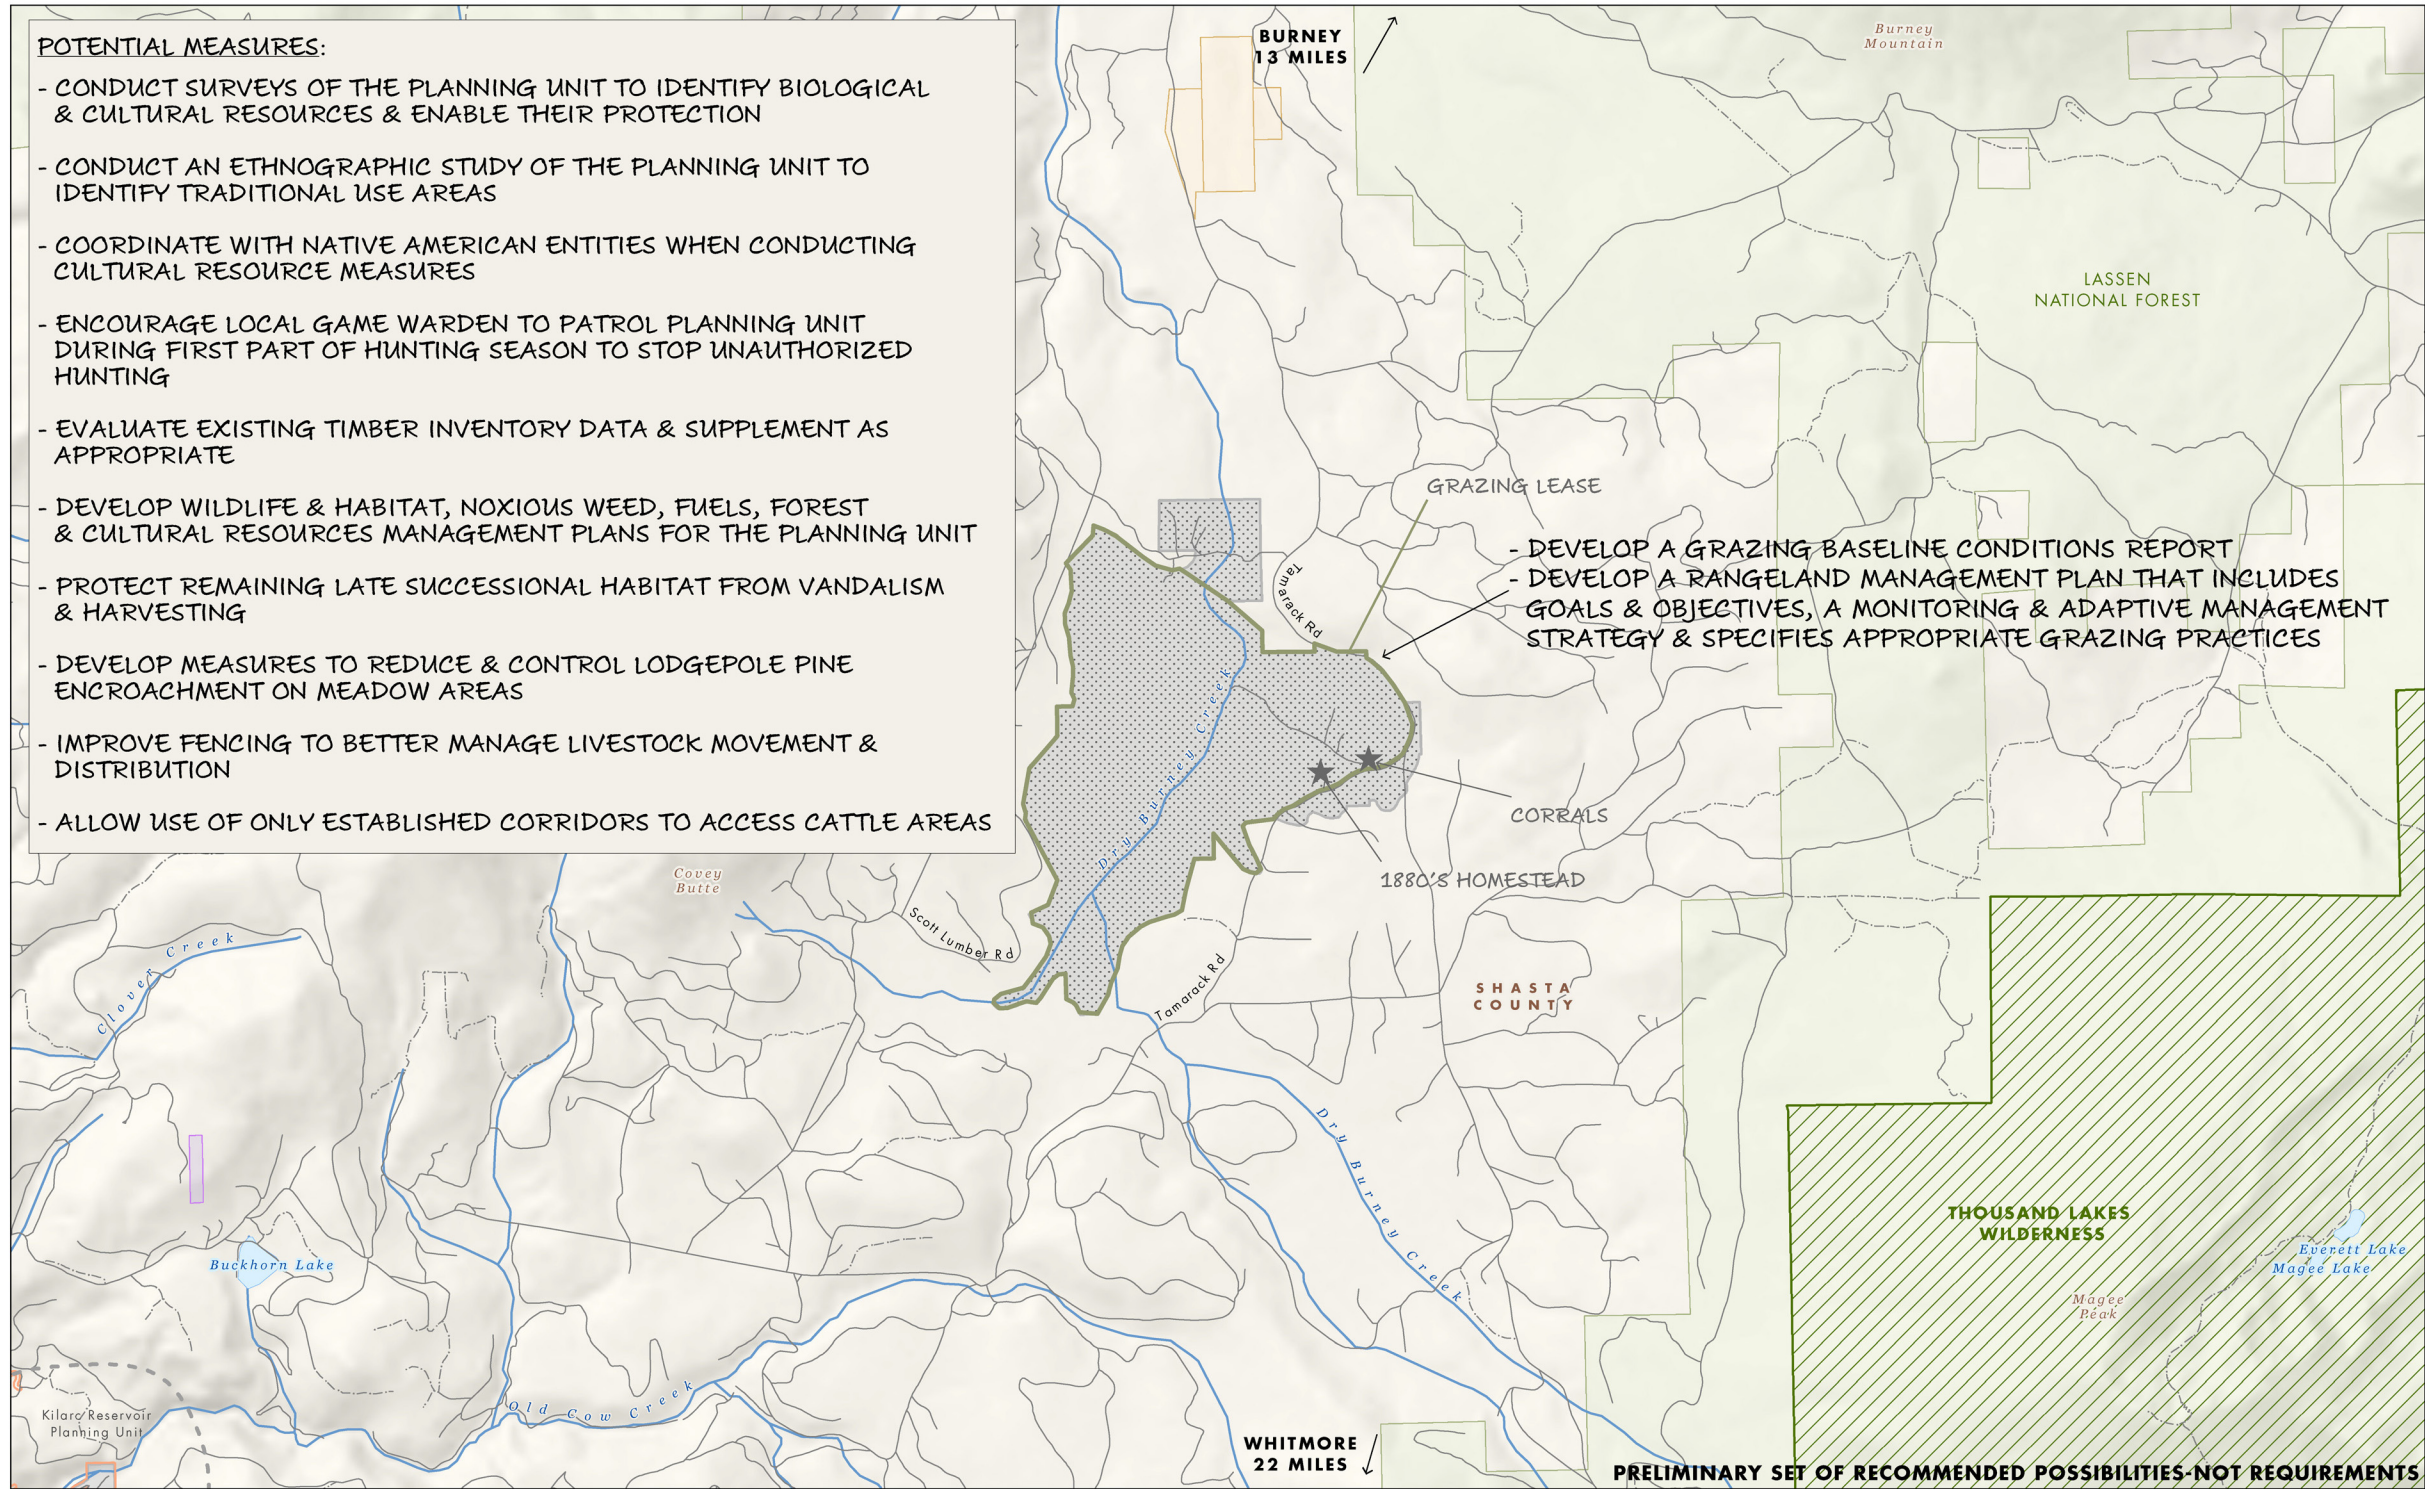 POTENTIAL MEASURES:
- CONDUCT SURVEYS OF THE PLANNING UNIT TO IDENTIFY BIOLOGICAL
& CULTURAL RESOURCES & ENABLE THEIR PROTECTION
- CONDUCT AN ETHNOGRAPHIC STUDY OF THE PLANNING UNIT TO
IDENTIFY TRADITIONAL USE AREAS
- COORDINATE WITH NATIVE AMERICAN ENTITIES WHEN CONDUCTING
CULTURAL RESOURCE MEASURES
- ENCOURAGE LOCAL GAME WARDEN TO PATROL PLANNING UNIT
DURING FIRST PART OF HUNTING SEASON TO STOP UNAUTHORIZED
HUNTING
- EVALUATE EXISTING TIMBER INVENTORY DATA & SUPPLEMENT AS
APPROPRIATE
- DEVELOP WILDLIFE & HABITAT, NOXIOUS WEED, FUELS, FOREST
& CULTURAL RESOURCES MANAGEMENT PLANS FOR THE PLANNING UNIT
- PROTECT REMAINING LATE SUCCESSIONAL HABITAT FROM VANDALISM
& HARVESTING
- DEVELOP MEASURES TO REDUCE & CONTROL LODGEPOLE PINE
ENCROACHMENT ON MEADOW AREAS
- IMPROVE FENCING TO BETTER MANAGE LIVESTOCK MOVEMENT &
DISTRIBUTION
- ALLOW USE OF ONLY ESTABLISHED CORRIDORS TO ACCESS CATTLE AREAS
BURNEY
13 MILES
Burney
Mountain
LASSEN
NATIONAL FOREST
GRAZING LEASE
- DEVELOP A GRAZING BASELINE CONDITIONS REPORT
- DEVELOP A RANGELAND MANAGEMENT PLAN THAT INCLUDES
GOALS & OBJECTIVES, A MONITORING & ADAPTIVE MANAGEMENT
STRATEGY & SPECIFIES APPROPRIATE GRAZING PRACTICES
Tamarack Rd
Dry Burney Creek
CORRALS
1880'S HOMESTEAD
Covey
Butte
Scott Lumber Rd
Clover Creek
Tamarack Rd
SHASTA
COUNTY
Dry Burney Creek
THOUSAND LAKES
WILDERNESS
Everett Lake
Magee Lake
Magee
Peak
Buckhorn Lake
Old Cow Creek
Kilarc Reservoir
Planning Unit
WHITMORE
22 MILES
PRELIMINARY SET OF RECOMMENDED POSSIBILITIES-NOT REQUIREMENTS